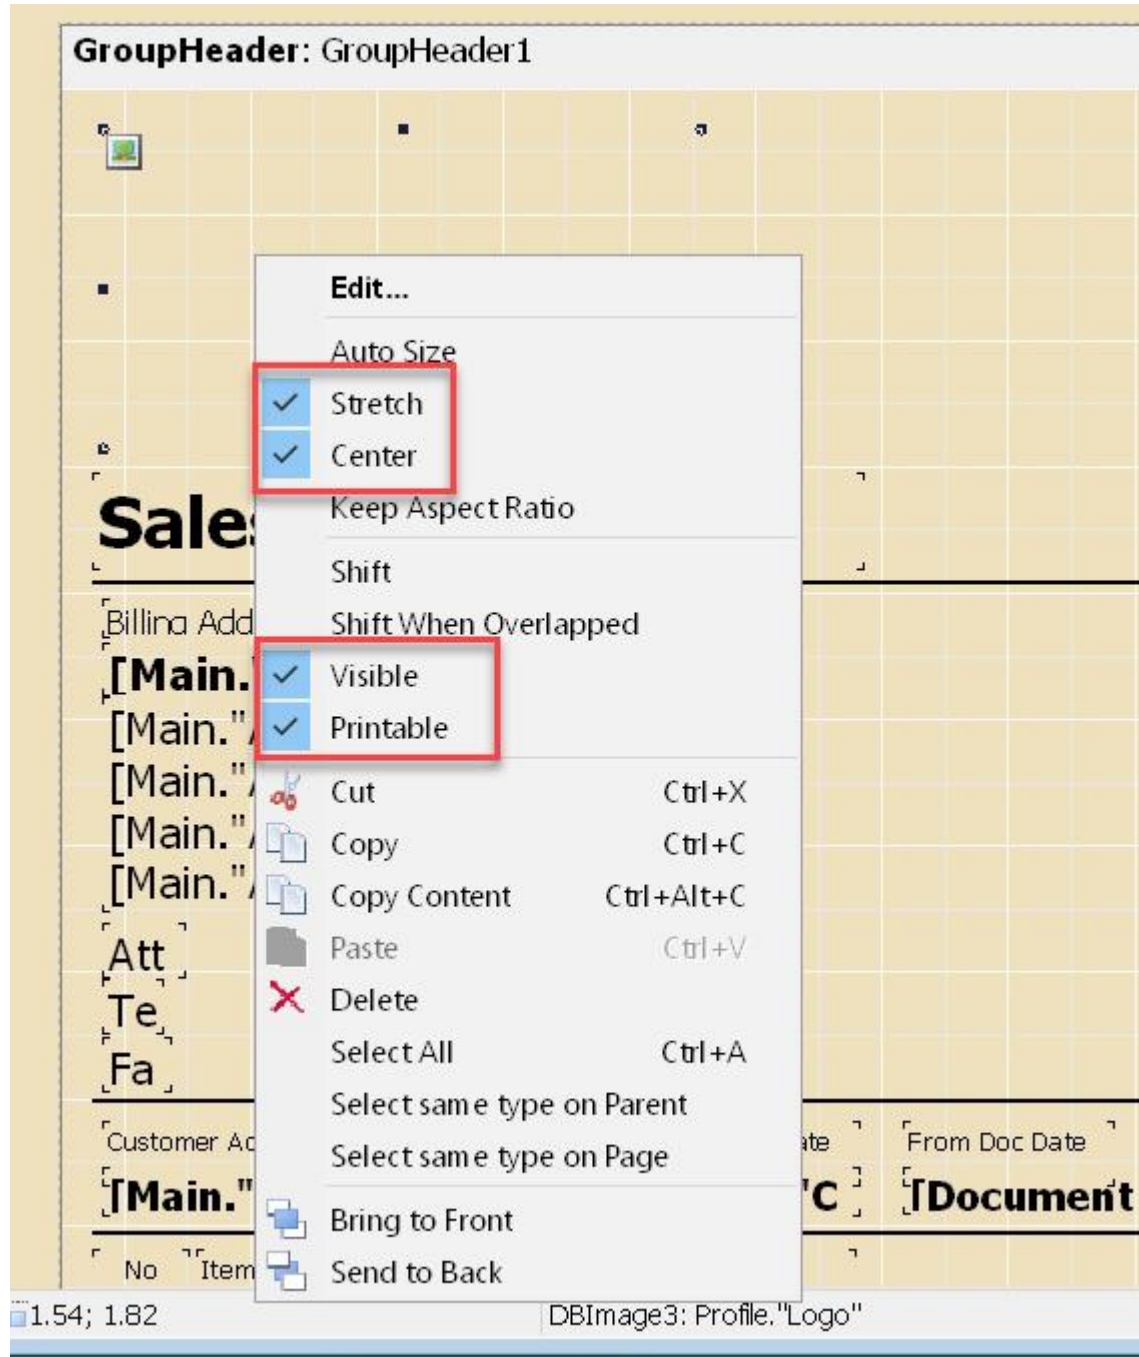 GroupHeader: GroupHeader1
Edit...
Auto Size
Stretch
Center
Keep Aspect Ratio
Sales
Shift
Shift When Overlapped
Billing Add
[Main."
Visible
[Main."
Printable
[Main."
Cut Ctrl+X
[Main."
Copy Ctrl+C
[Main."
Copy Content Ctrl+Alt+C
Att
Paste Ctrl+V
Delete
Te
Select All Ctrl+A
Fa
Select same type on Parent
Customer Ac From Doc Date
Select same type on Page
[Main." "C [Document
Bring to Front
No Item
Send to Back
1.54; 1.82 DBImage3: Profile."Logo"